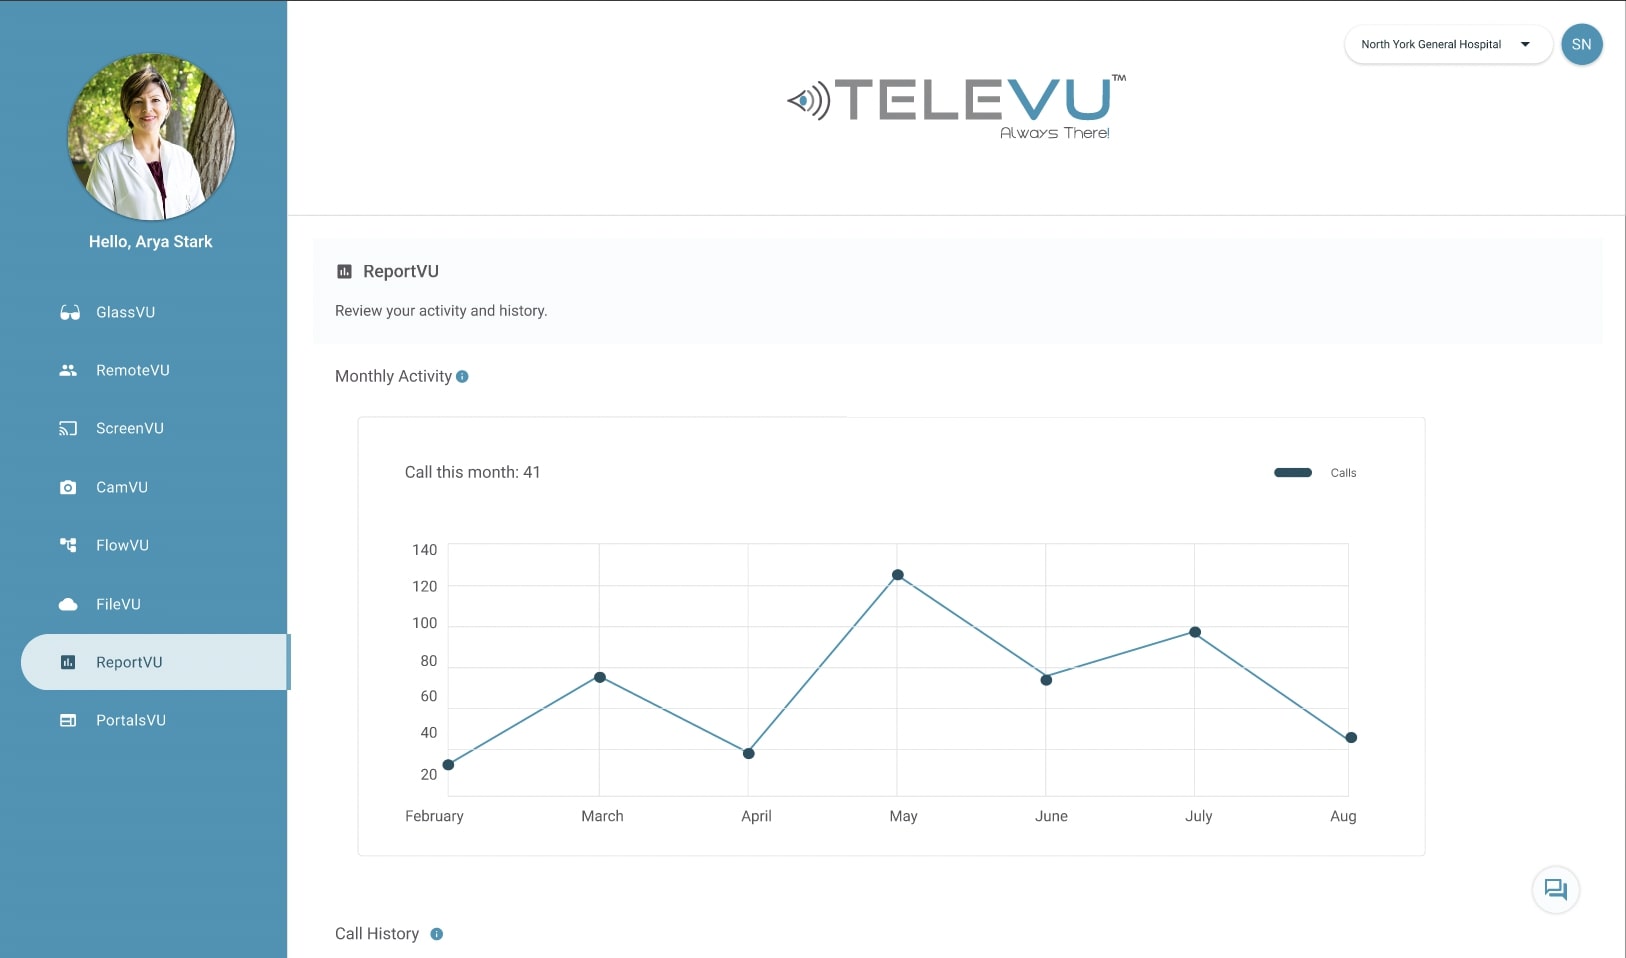 North York General Hospital
SN
TELEVU™
Always There!
Hello, Arya Stark
GlassVU
RemoteVU
ScreenVU
CamVU
FlowVU
FileVU
ReportVU
PortalsVU
ReportVU
Review your activity and history.
Monthly Activity
Call this month: 41
Calls
140
120
100
80
60
40
20
February March April May June July Aug
Call History